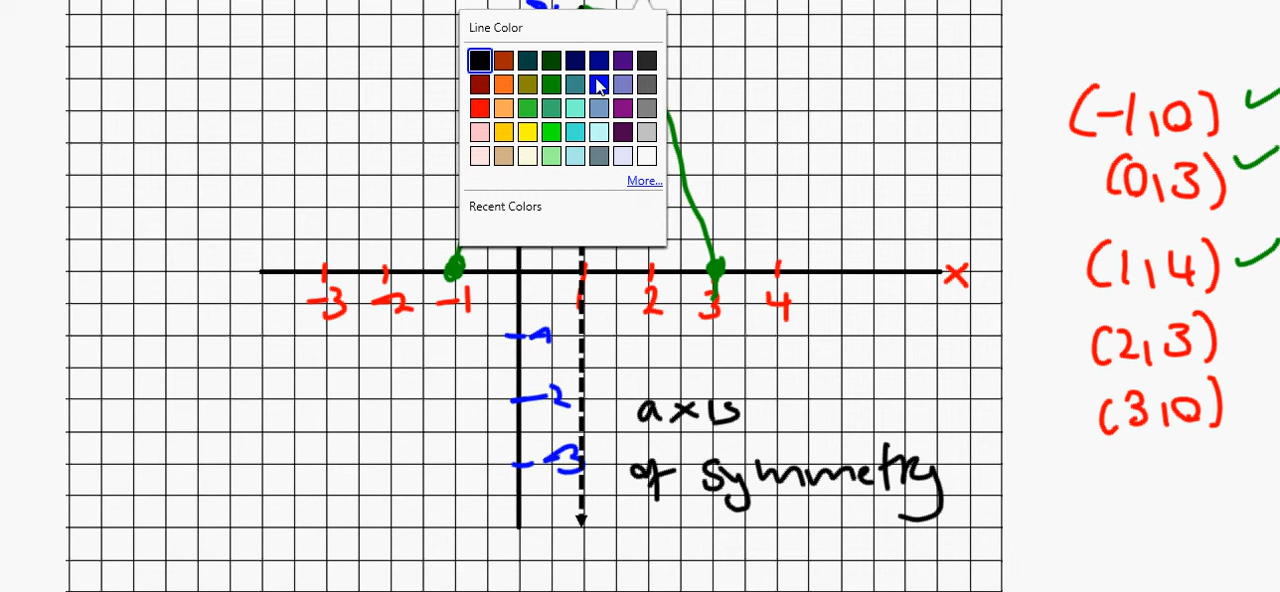 Line Color
More...
Recent Colors
(-1,0) ✓
(0,3) ✓
(1,4) ✓
(2,3)
(3,0)
-3 -2 -1 1 2 3 4 x
-1
-2
-3
axis
of symmetry